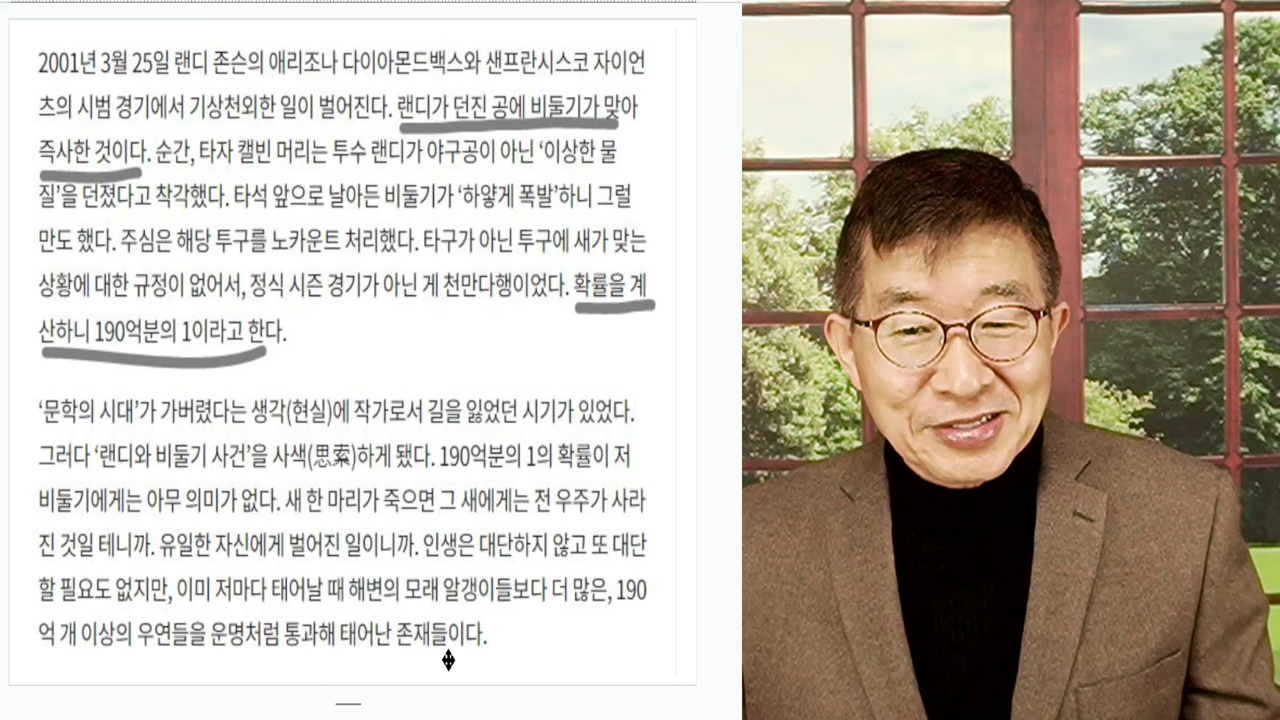 2001년 3월 25일 랜디 존슨의 애리조나 다이아몬드백스와 샌프란시스코 자이언
츠의 시범 경기에서 기상천외한 일이 벌어진다. 랜디가 던진 공에 비둘기가 맞아
즉사한 것이다. 순간, 타자 캘빈 머리는 투수 랜디가 야구공이 아닌 ‘이상한 물
질’을 던졌다고 착각했다. 타석 앞으로 날아든 비둘기가 ‘하얗게 폭발’하니 그럴
만도 했다. 주심은 해당 투구를 노카운트 처리했다. 타구가 아닌 투구에 새가 맞는
상황에 대한 규정이 없어서, 정식 시즌 경기가 아닌 게 천만다행이었다. 확률을 계
산하니 190억분의 1이라고 한다.
‘문학의 시대’가 가버렸다는 생각(현실)에 작가로서 길을 잃었던 시기가 있었다.
그러다 ‘랜디와 비둘기 사건’을 사색(思索)하게 됐다. 190억분의 1의 확률이 저
비둘기에게는 아무 의미가 없다. 새 한 마리가 죽으면 그 새에게는 전 우주가 사라
진 것일 테니까. 유일한 자신에게 벌어진 일이니까. 인생은 대단하지 않고 또 대단
할 필요도 없지만, 이미 저마다 태어날 때 해변의 모래 알갱이들보다 더 많은, 190
억 개 이상의 우연들을 운명처럼 통과해 태어난 존재들이다.